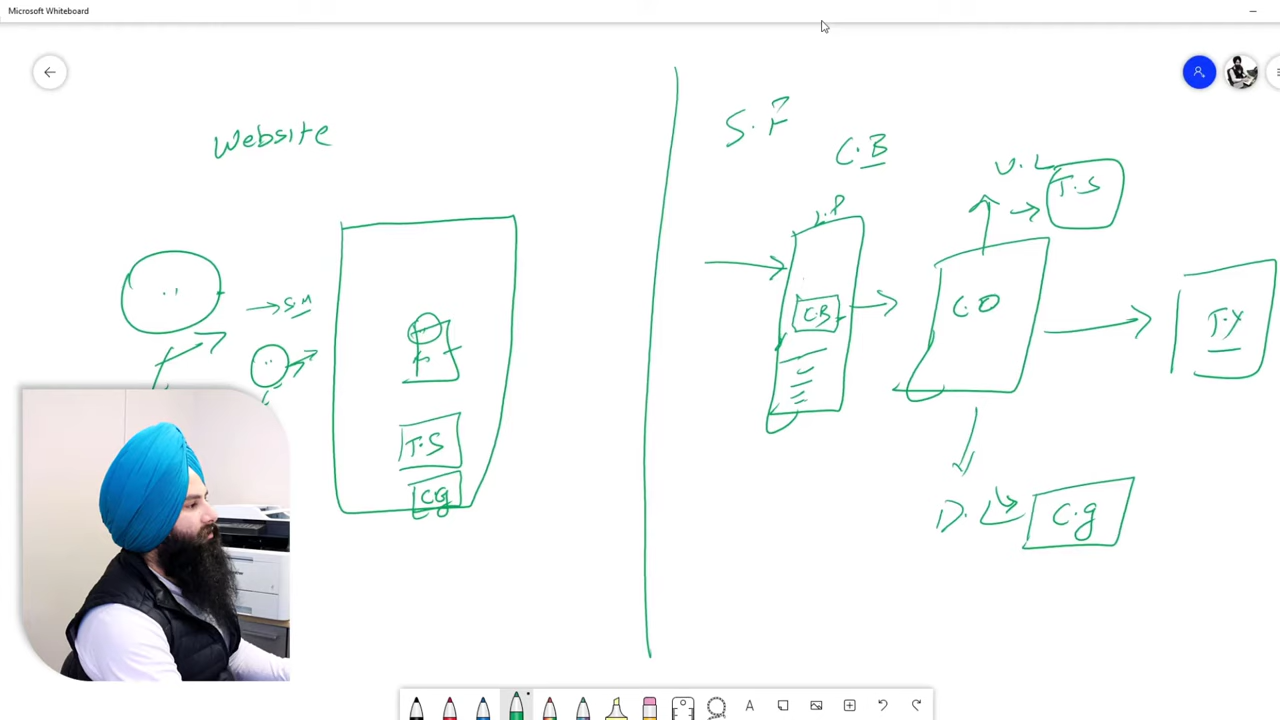 Microsoft Whiteboard
Website
S.M
T.S
Cg
S.F
C.B
L.P
C.B
C.O
U.L
T.S
T.Y
D.L
C.g
A